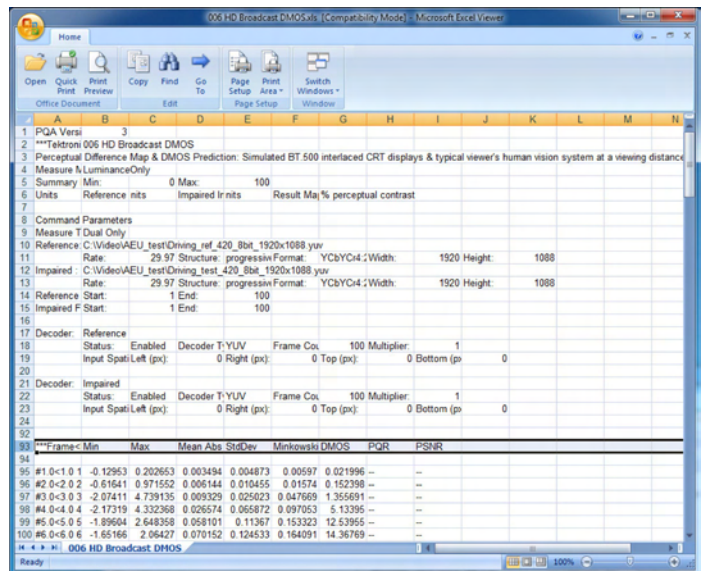 006 HD Broadcast DMOS.xls [Compatibility Mode] - Microsoft Excel Viewer
Home
Open Quick Print Print Preview Copy Find Go To Page Setup Print Area Switch Windows
Office Document Edit Page Setup Window
A B C D E F G H I J K L M N
1 PQA Versi 3
2 ***Tektroni 006 HD Broadcast DMOS
3 Perceptual Difference Map & DMOS Prediction: Simulated BT.500 interlaced CRT displays & typical viewer's human vision system at a viewing distance
4 Measure M LuminanceOnly
5 Summary Min: 0 Max: 100
6 Units Reference nits Impaired Ir nits Result Ma % perceptual contrast
7
8 Command Parameters
9 Measure T Dual Only
10 Reference: C:\Video\AEU_test\Driving_ref_420_8bit_1920x1088.yuv
11 Rate: 29.97 Structure: progressiv Format: YCbYCr4:2 Width: 1920 Height: 1088
12 Impaired : C:\Video\AEU_test\Driving_test_420_8bit_1920x1088.yuv
13 Rate: 29.97 Structure: progressiv Format: YCbYCr4:2 Width: 1920 Height: 1088
14 Reference Start: 1 End: 100
15 Impaired F Start: 1 End: 100
16
17 Decoder: Reference
18 Status: Enabled Decoder T YUV Frame Cou 100 Multiplier: 1
19 Input Spati Left (px): 0 Right (px): 0 Top (px): 0 Bottom (px 0
20
21 Decoder: Impaired
22 Status: Enabled Decoder T YUV Frame Cou 100 Multiplier: 1
23 Input Spati Left (px): 0 Right (px): 0 Top (px): 0 Bottom (px 0
24
92
93 ***Frame< Min Max Mean Abs StdDev Minkowski DMOS PQR PSNR
94
95 #1.0<1.0 1 -0.12953 0.202653 0.003494 0.004873 0.00597 0.021996 -- --
96 #2.0<2.0 2 -0.61641 0.971552 0.006144 0.010455 0.01574 0.152398 -- --
97 #3.0<3.0 3 -2.07411 4.739135 0.009329 0.025023 0.047669 1.355691 -- --
98 #4.0<4.0 4 -2.17319 4.332368 0.026574 0.065872 0.097053 5.13395 -- --
99 #5.0<5.0 5 -1.89604 2.648358 0.058101 0.11367 0.153323 12.53955 -- --
100 #6.0<6.0 6 -1.65166 2.06427 0.070152 0.124533 0.164091 14.36769 -- --
006 HD Broadcast DMOS
Ready 100%